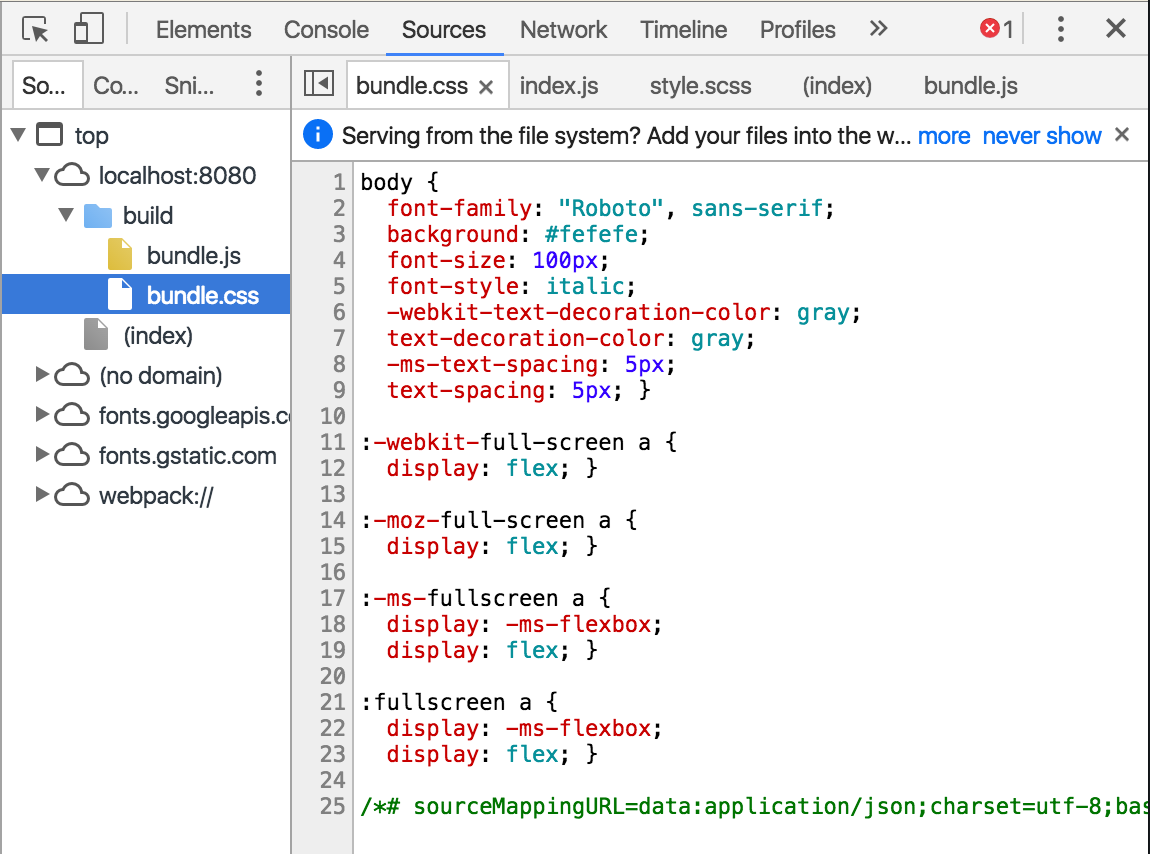 Elements Console Sources Network Timeline Profiles » 1
So... Co... Sni... bundle.css × index.js style.scss (index) bundle.js
Serving from the file system? Add your files into the w... more never show ×
top
localhost:8080
build
bundle.js
bundle.css
(index)
(no domain)
fonts.googleapis.co
fonts.gstatic.com
webpack://
1 body {
2   font-family: "Roboto", sans-serif;
3   background: #fefefe;
4   font-size: 100px;
5   font-style: italic;
6   -webkit-text-decoration-color: gray;
7   text-decoration-color: gray;
8   -ms-text-spacing: 5px;
9   text-spacing: 5px; }
10
11 :-webkit-full-screen a {
12   display: flex; }
13
14 :-moz-full-screen a {
15   display: flex; }
16
17 :-ms-fullscreen a {
18   display: -ms-flexbox;
19   display: flex; }
20
21 :fullscreen a {
22   display: -ms-flexbox;
23   display: flex; }
24
25 /*# sourceMappingURL=data:application/json;charset=utf-8;bas